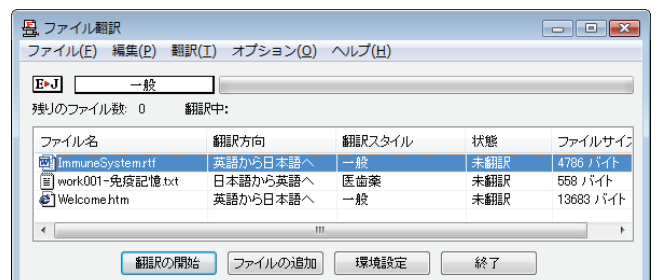 ファイル翻訳
ファイル(F) 編集(P) 翻訳(T) オプション(O) ヘルプ(H)
E▸J 一般
残りのファイル数: 0 翻訳中:
ファイル名 翻訳方向 翻訳スタイル 状態 ファイルサイズ
ImmuneSystem.rtf 英語から日本語へ 一般 未翻訳 4786 バイト
work001-免疫記憶.txt 日本語から英語へ 医歯薬 未翻訳 558 バイト
Welcome.htm 英語から日本語へ 一般 未翻訳 13683 バイト
翻訳の開始 ファイルの追加 環境設定 終了